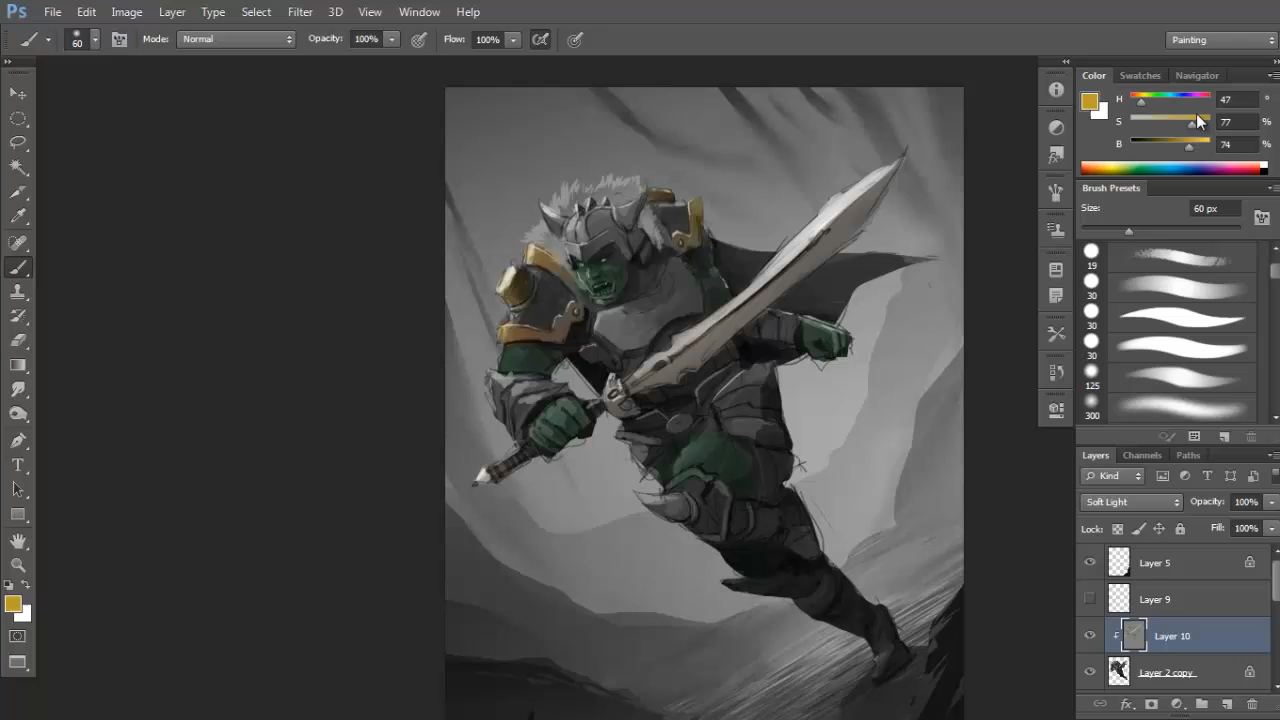 Ps File Edit Image Layer Type Select Filter 3D View Window Help
60 Mode: Normal Opacity: 100% Flow: 100% Painting
Color Swatches Navigator
H 47 °
S 77 %
B 74 %
Brush Presets
Size: 60 px
19
30
30
30
125
300
Layers Channels Paths
Kind T
Soft Light Opacity: 100%
Lock: Fill: 100%
Layer 5
Layer 9
Layer 10
Layer 2 copy
fx
T